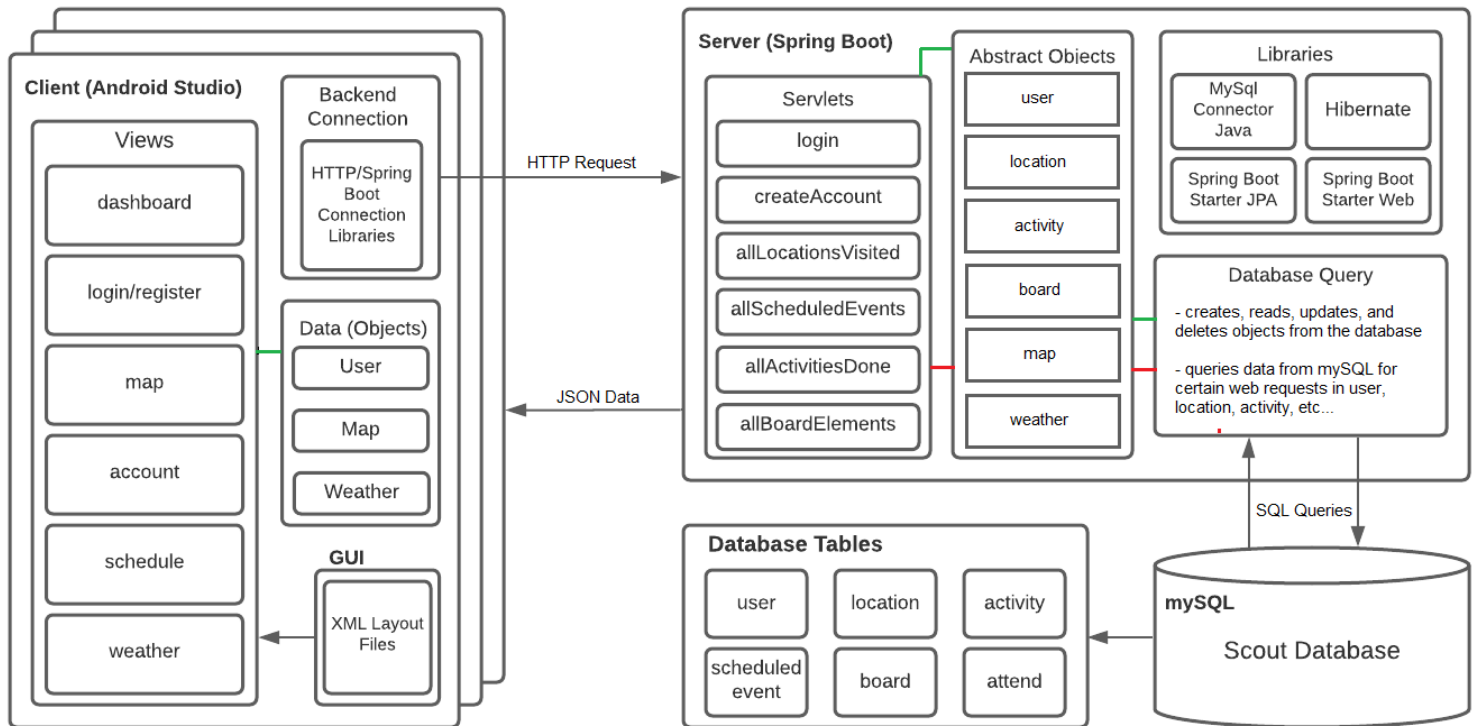 Client (Android Studio)
Views
dashboard
login/register
map
account
schedule
weather
Backend
Connection
HTTP/Spring
Boot
Connection
Libraries
Data (Objects)
User
Map
Weather
GUI
XML Layout
Files
HTTP Request
JSON Data
Server (Spring Boot)
Servlets
login
createAccount
allLocationsVisited
allScheduledEvents
allActivitiesDone
allBoardElements
Abstract Objects
user
location
activity
board
map
weather
Libraries
MySql
Connector
Java
Hibernate
Spring Boot
Starter JPA
Spring Boot
Starter Web
Database Query
- creates, reads, updates, and
deletes objects from the database
- queries data from mySQL for
certain web requests in user,
location, activity, etc...
SQL Queries
Database Tables
user
location
activity
scheduled
event
board
attend
mySQL
Scout Database